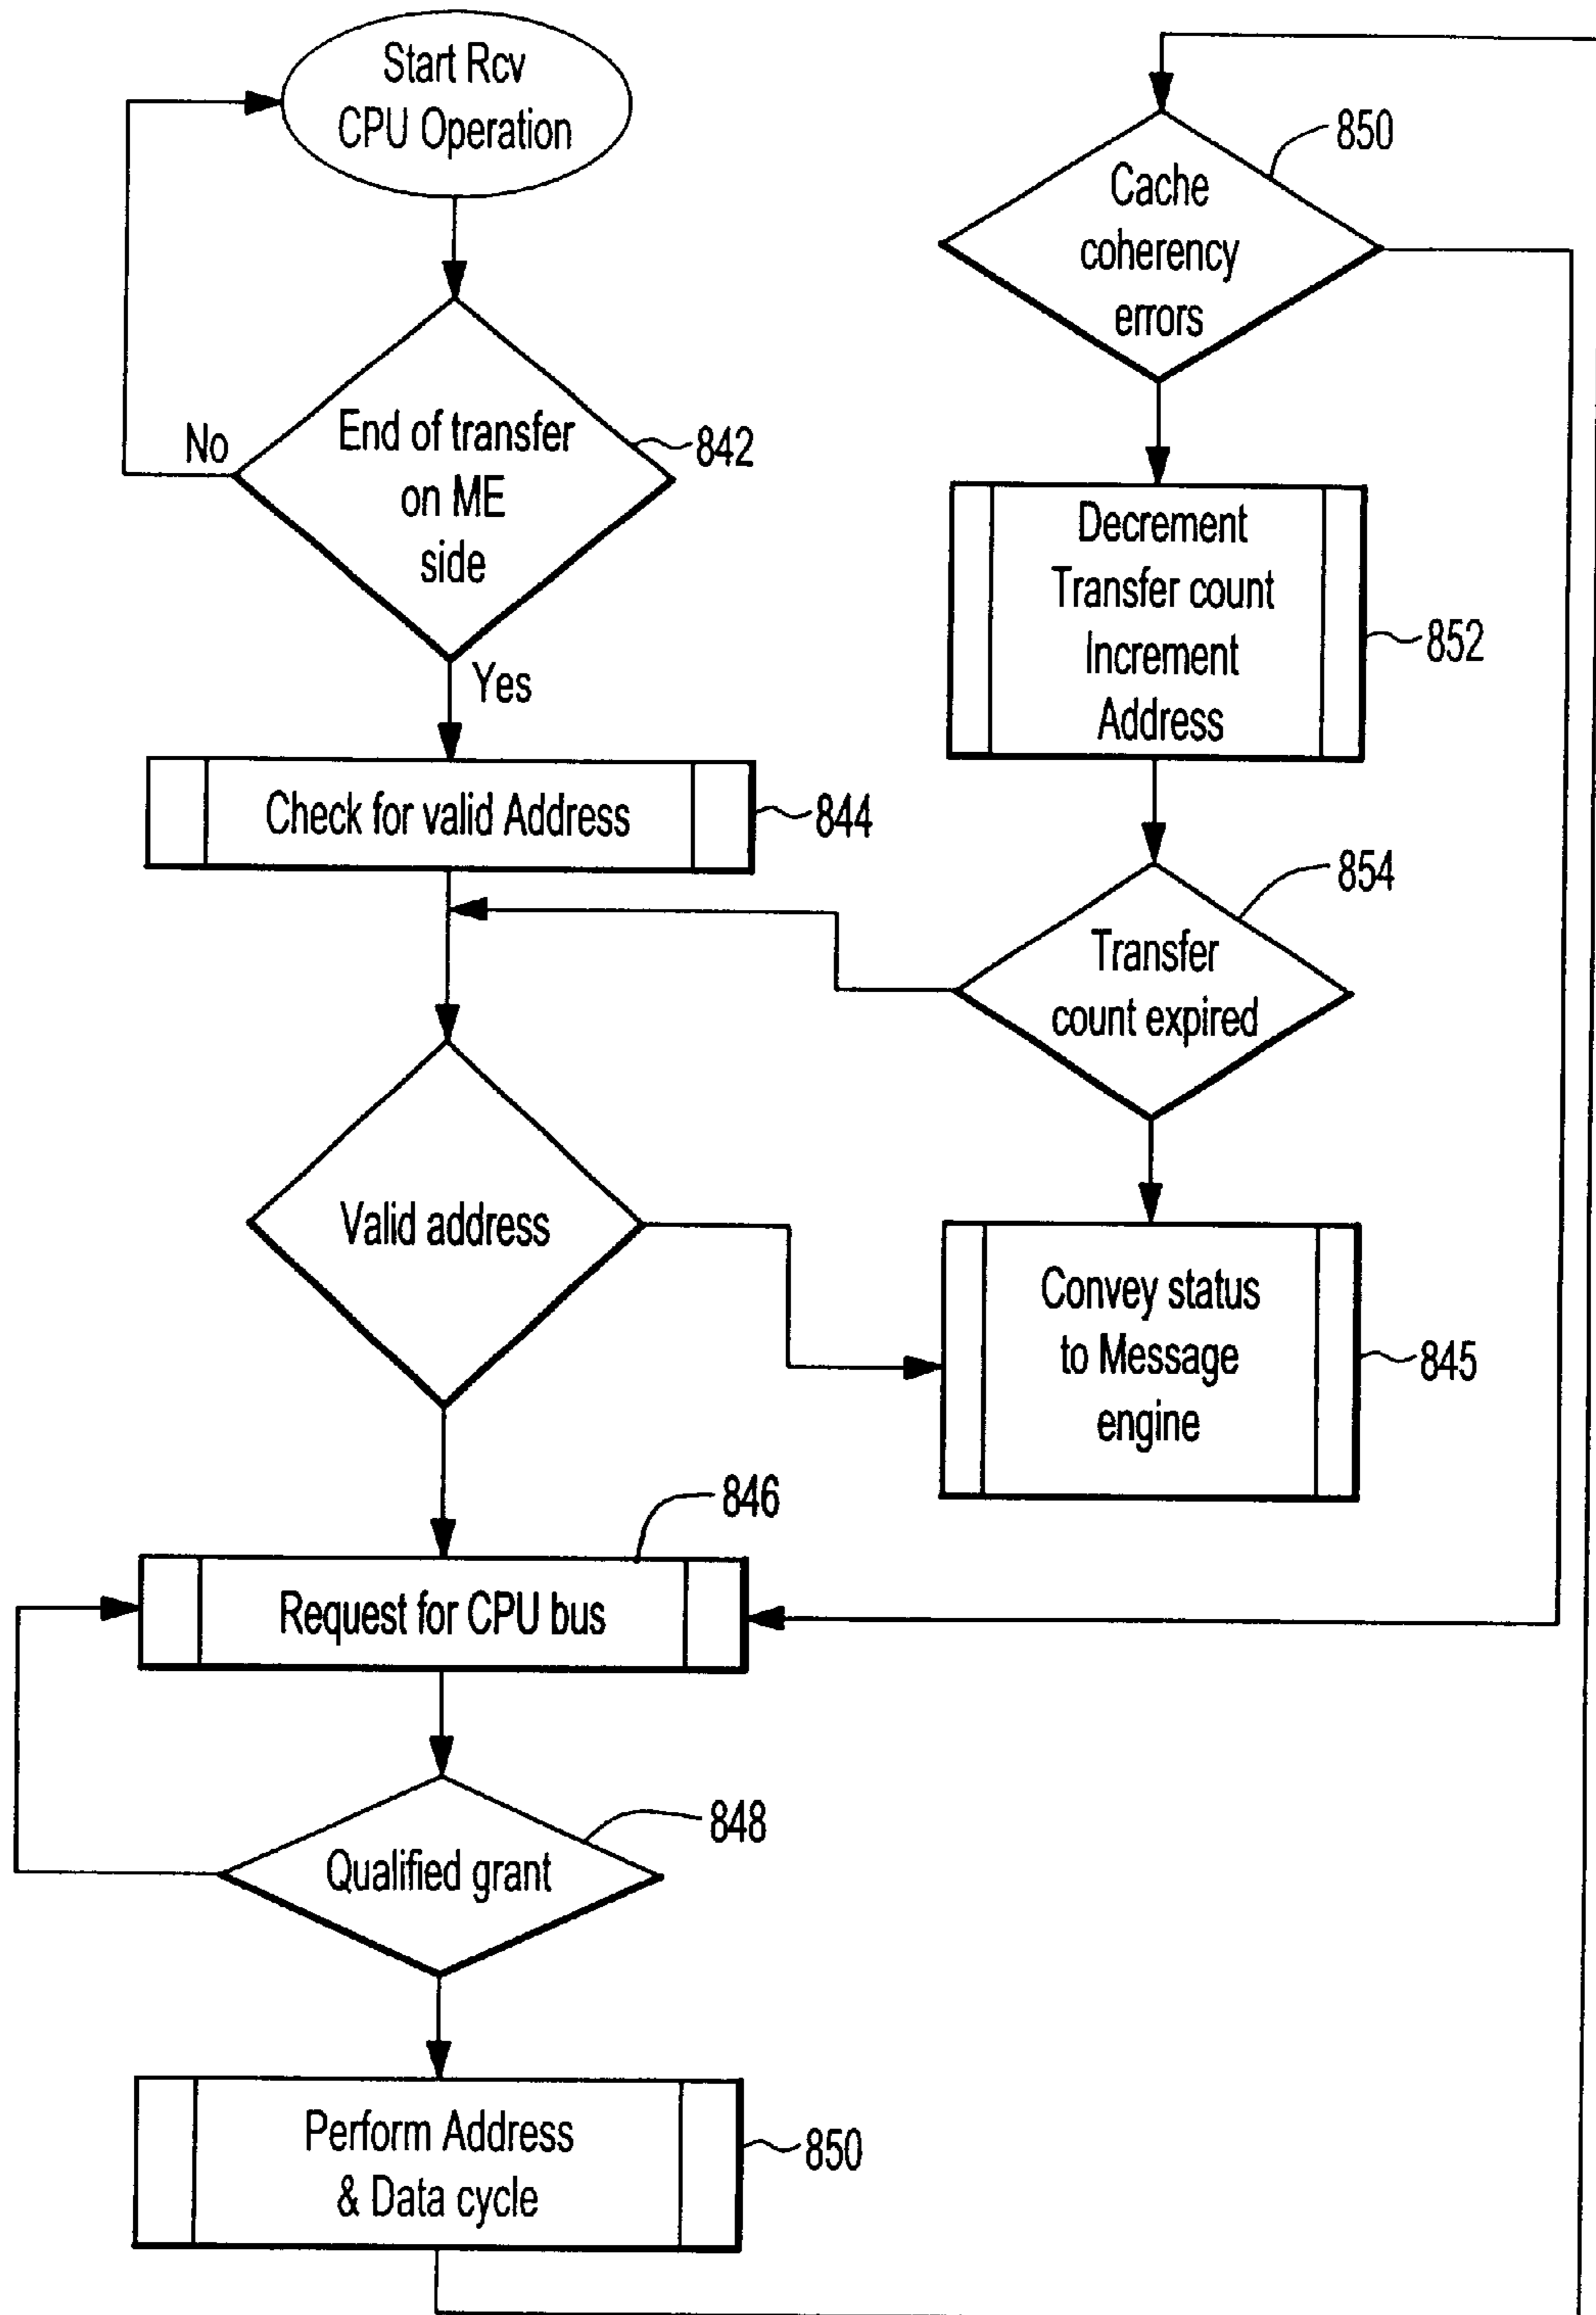 Start Rcv
CPU Operation
No
End of transfer
on ME
side
842
Yes
Check for valid Address
844
Valid address
846
Request for CPU bus
848
Qualified grant
Perform Address
& Data cycle
850
850
Cache
coherency
errors
Decrement
Transfer count
Increment
Address
852
854
Transfer
count expired
Convey status
to Message
engine
845